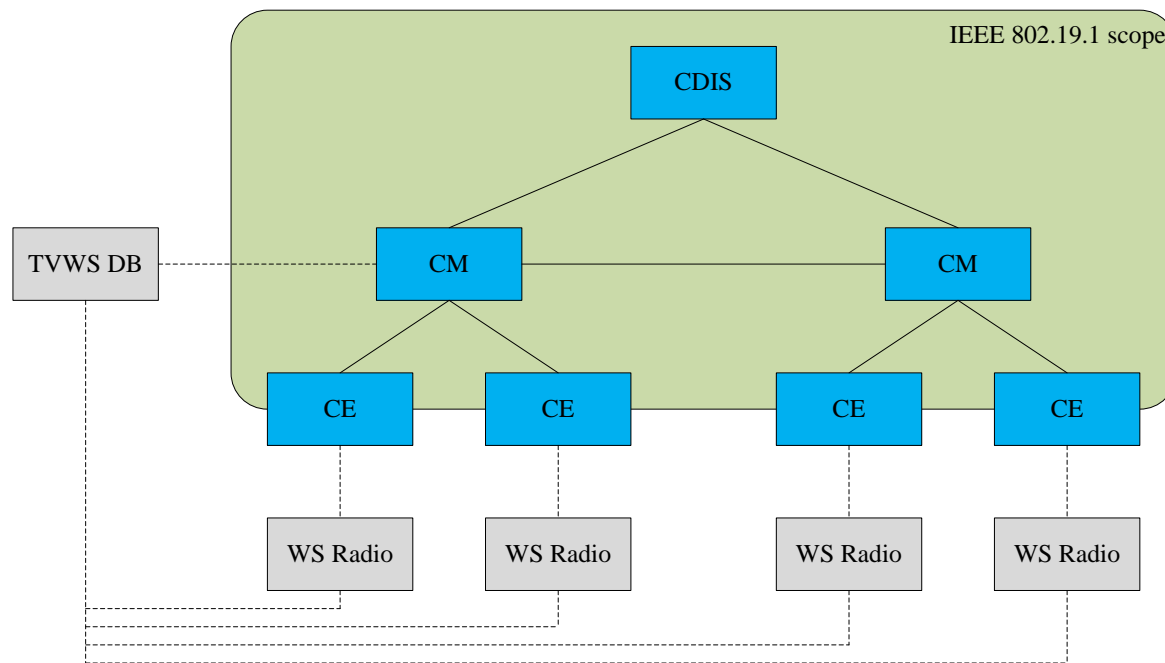 IEEE 802.19.1 scope
CDIS
TVWS DB
CM
CM
CE
CE
CE
CE
WS Radio
WS Radio
WS Radio
WS Radio